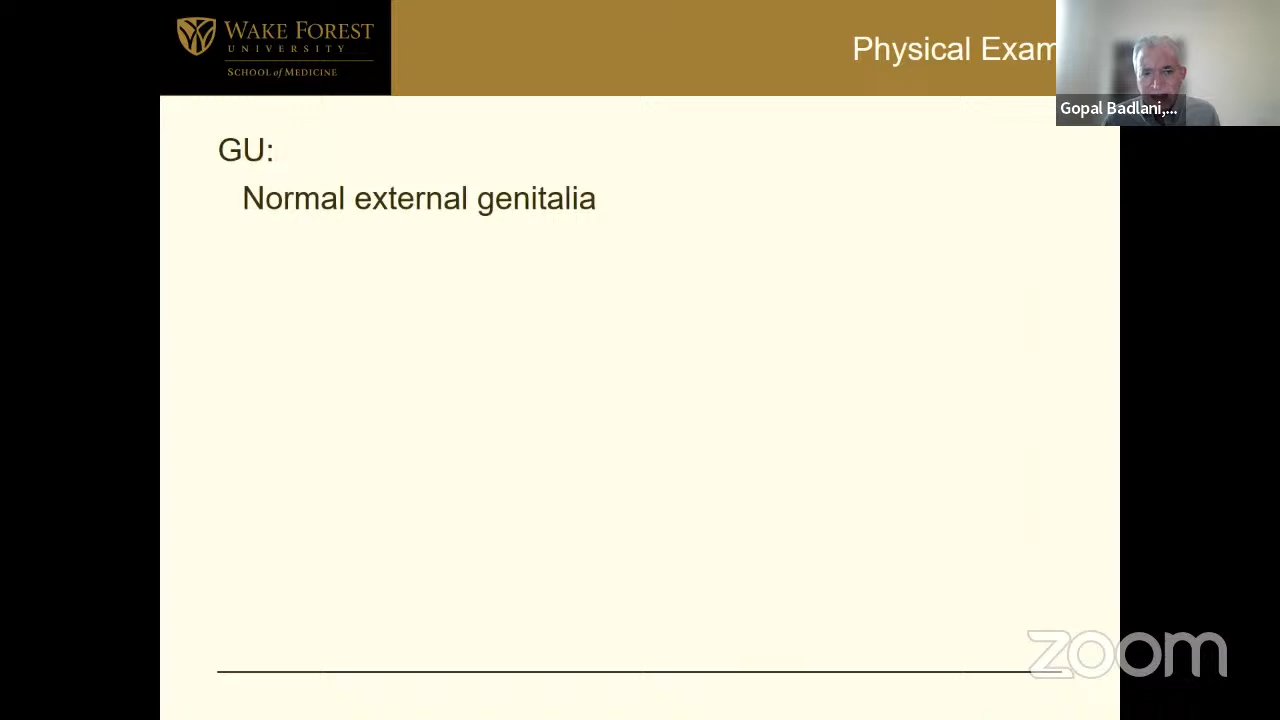 WAKE FOREST
UNIVERSITY
SCHOOL of MEDICINE
Physical Exam
Gopal Badlani,...
GU:
Normal external genitalia
zoom